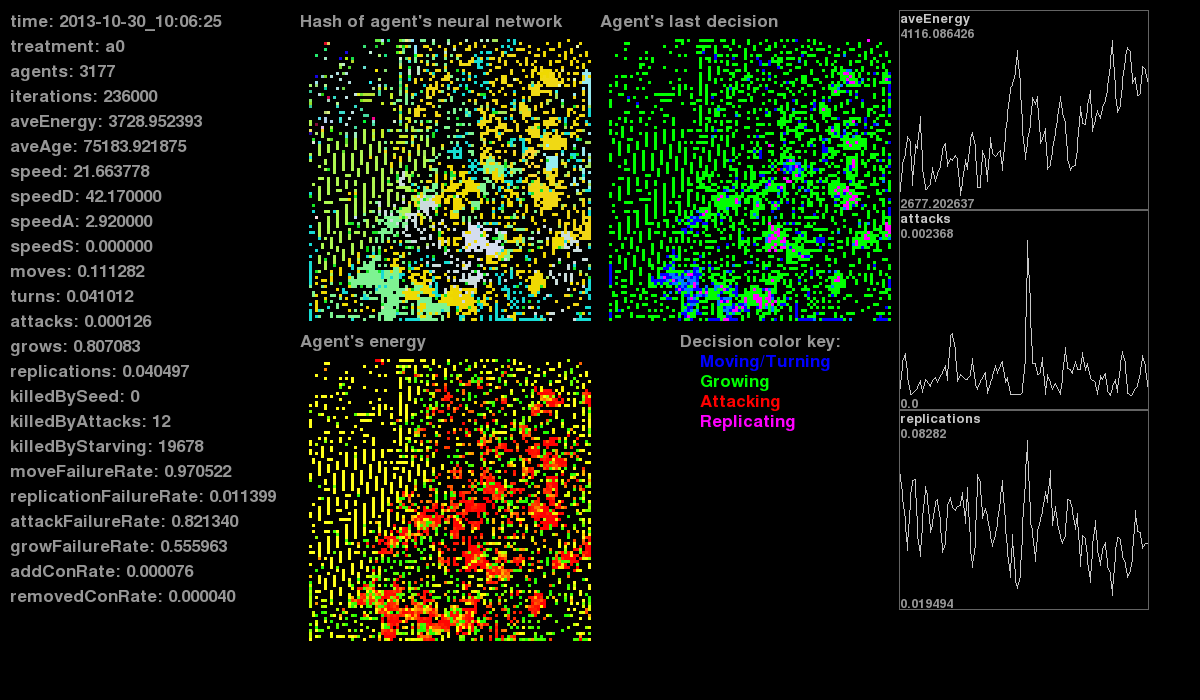 time: 2013-10-30_10:06:25
treatment: a0
agents: 3177
iterations: 236000
aveEnergy: 3728.952393
aveAge: 75183.921875
speed: 21.663778
speedD: 42.170000
speedA: 2.920000
speedS: 0.000000
moves: 0.111282
turns: 0.041012
attacks: 0.000126
grows: 0.807083
replications: 0.040497
killedBySeed: 0
killedByAttacks: 12
killedByStarving: 19678
moveFailureRate: 0.970522
replicationFailureRate: 0.011399
attackFailureRate: 0.821340
growFailureRate: 0.555963
addConRate: 0.000076
removedConRate: 0.000040
Hash of agent's neural network
Agent's last decision
Agent's energy
Decision color key:
Moving/Turning
Growing
Attacking
Replicating
aveEnergy
4116.086426
2677.202637
attacks
0.002368
0.0
replications
0.08282
0.019494